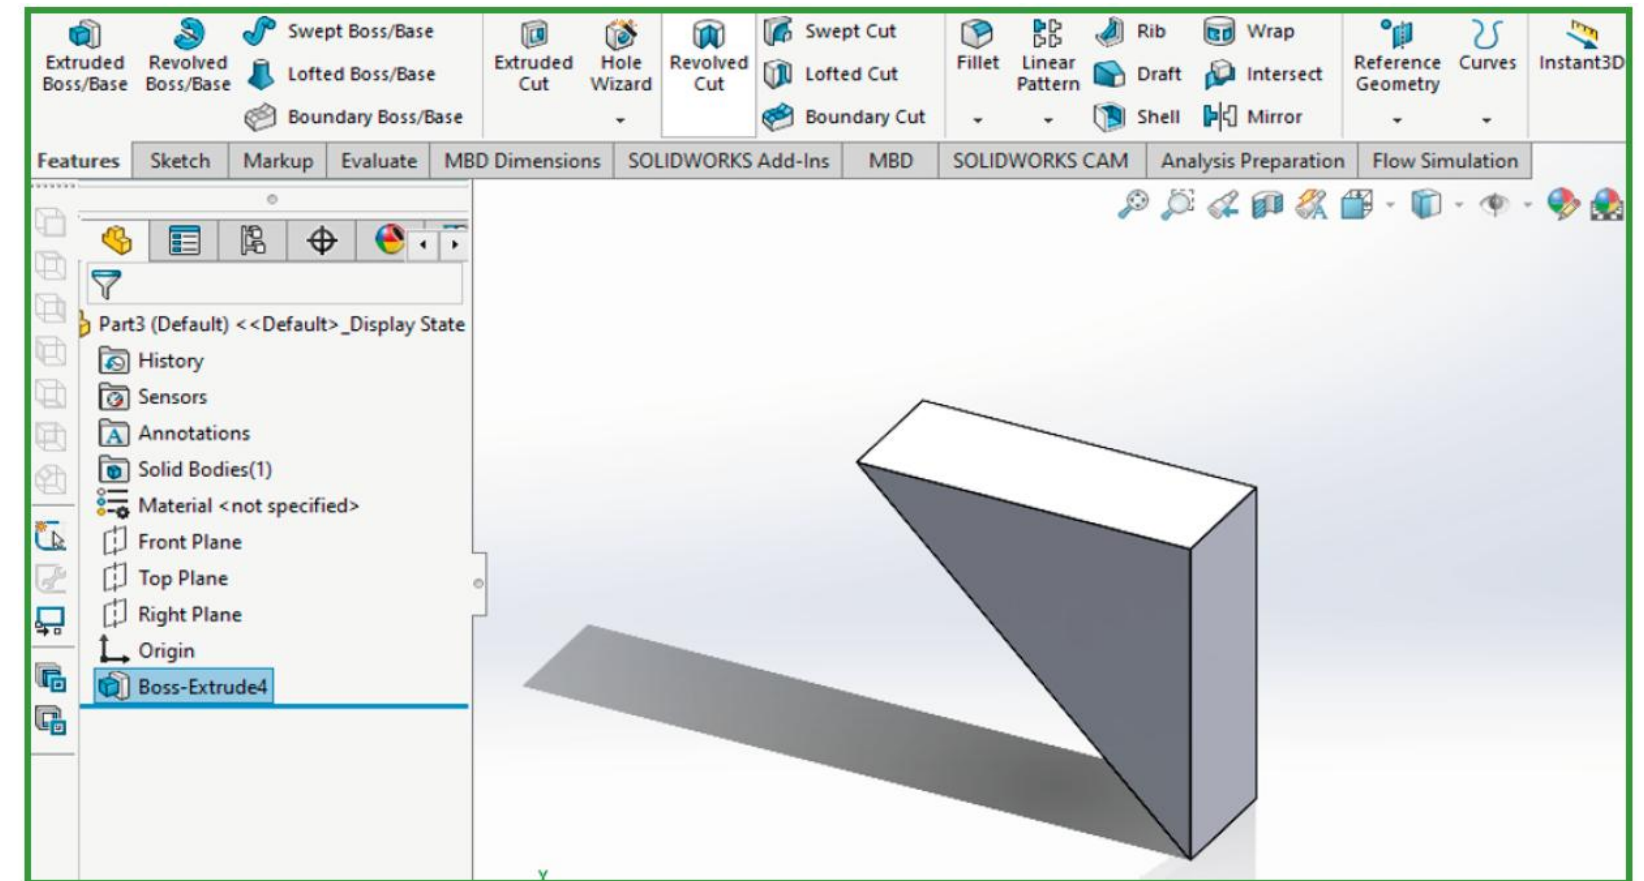 Extruded Boss/Base
Revolved Boss/Base
Swept Boss/Base
Lofted Boss/Base
Boundary Boss/Base
Extruded Cut
Hole Wizard
Revolved Cut
Swept Cut
Lofted Cut
Boundary Cut
Fillet
Linear Pattern
Rib
Draft
Shell
Wrap
Intersect
Mirror
Reference Geometry
Curves
Instant3D
Features Sketch Markup Evaluate MBD Dimensions SOLIDWORKS Add-Ins MBD SOLIDWORKS CAM Analysis Preparation Flow Simulation
Part3 (Default) <<Default>_Display State
History
Sensors
Annotations
Solid Bodies(1)
Material <not specified>
Front Plane
Top Plane
Right Plane
Origin
Boss-Extrude4
Y